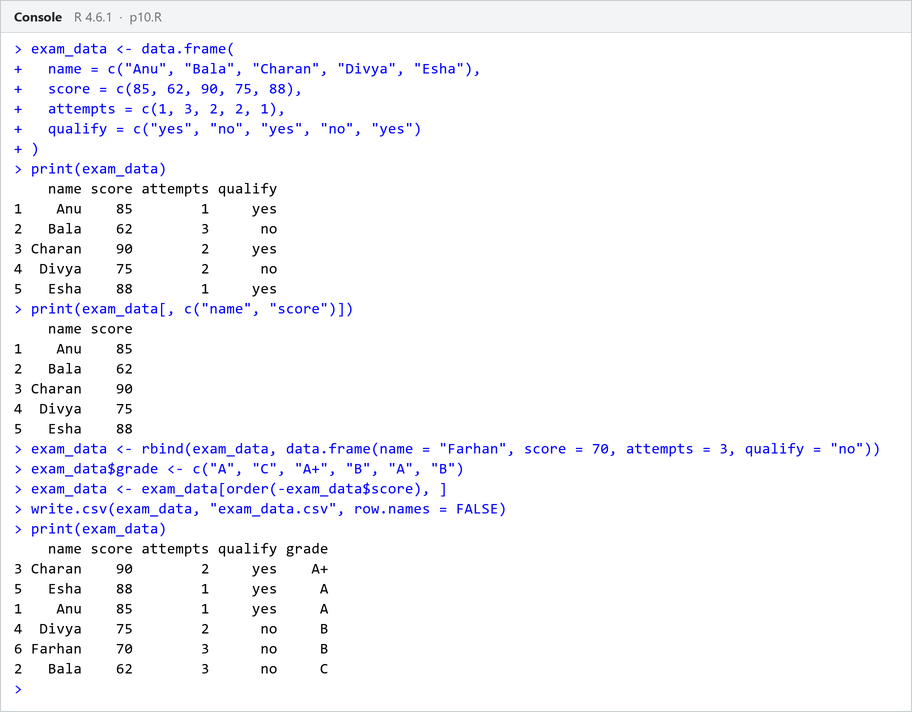 Console R 4.6.1 · p10.R
> exam_data <- data.frame(
+   name = c("Anu", "Bala", "Charan", "Divya", "Esha"),
+   score = c(85, 62, 90, 75, 88),
+   attempts = c(1, 3, 2, 2, 1),
+   qualify = c("yes", "no", "yes", "no", "yes")
+ )
> print(exam_data)
    name score attempts qualify
1    Anu    85        1     yes
2   Bala    62        3      no
3 Charan    90        2     yes
4  Divya    75        2      no
5   Esha    88        1     yes
> print(exam_data[, c("name", "score")])
    name score
1    Anu    85
2   Bala    62
3 Charan    90
4  Divya    75
5   Esha    88
> exam_data <- rbind(exam_data, data.frame(name = "Farhan", score = 70, attempts = 3, qualify = "no"))
> exam_data$grade <- c("A", "C", "A+", "B", "A", "B")
> exam_data <- exam_data[order(-exam_data$score), ]
> write.csv(exam_data, "exam_data.csv", row.names = FALSE)
> print(exam_data)
    name score attempts qualify grade
3 Charan    90        2     yes    A+
5   Esha    88        1     yes     A
1    Anu    85        1     yes     A
4  Divya    75        2      no     B
6 Farhan    70        3      no     B
2   Bala    62        3      no     C
>